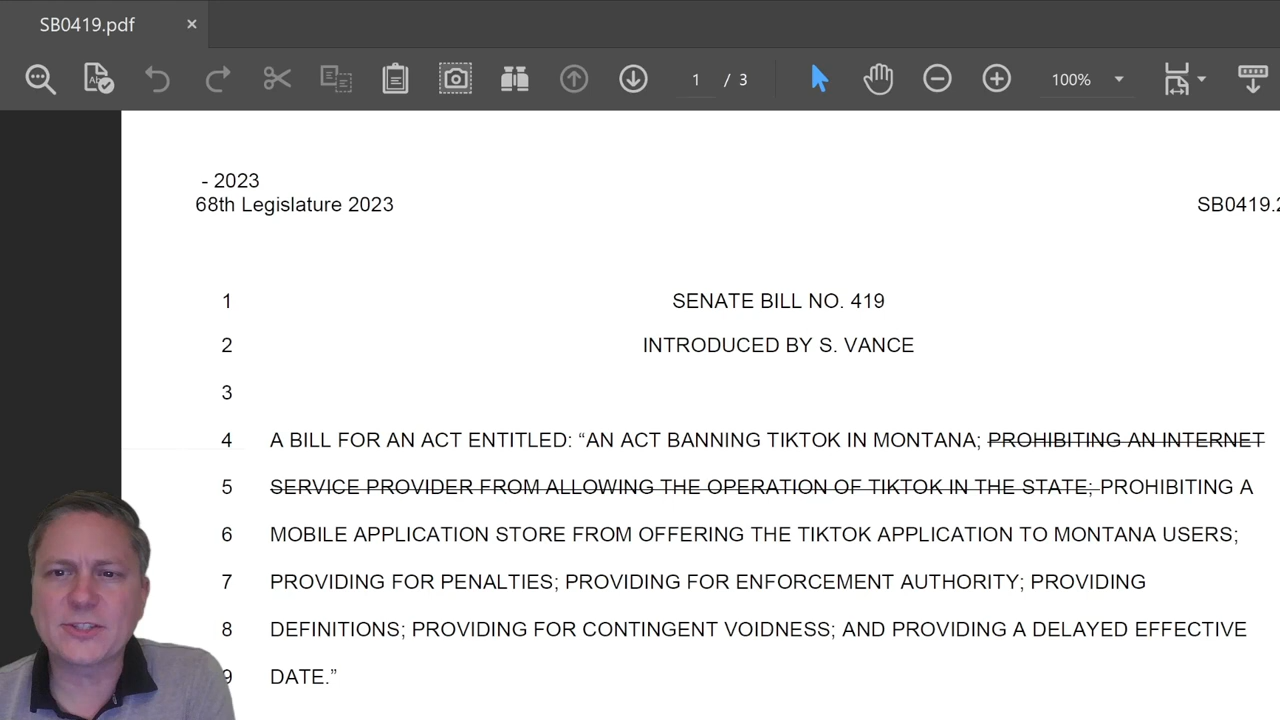 SB0419.pdf
1 / 3
100%
- 2023
68th Legislature 2023
SB0419.2
1 SENATE BILL NO. 419
2 INTRODUCED BY S. VANCE
3
4 A BILL FOR AN ACT ENTITLED: “AN ACT BANNING TIKTOK IN MONTANA; PROHIBITING AN INTERNET
5 SERVICE PROVIDER FROM ALLOWING THE OPERATION OF TIKTOK IN THE STATE; PROHIBITING A
6 MOBILE APPLICATION STORE FROM OFFERING THE TIKTOK APPLICATION TO MONTANA USERS;
7 PROVIDING FOR PENALTIES; PROVIDING FOR ENFORCEMENT AUTHORITY; PROVIDING
8 DEFINITIONS; PROVIDING FOR CONTINGENT VOIDNESS; AND PROVIDING A DELAYED EFFECTIVE
9 DATE.”